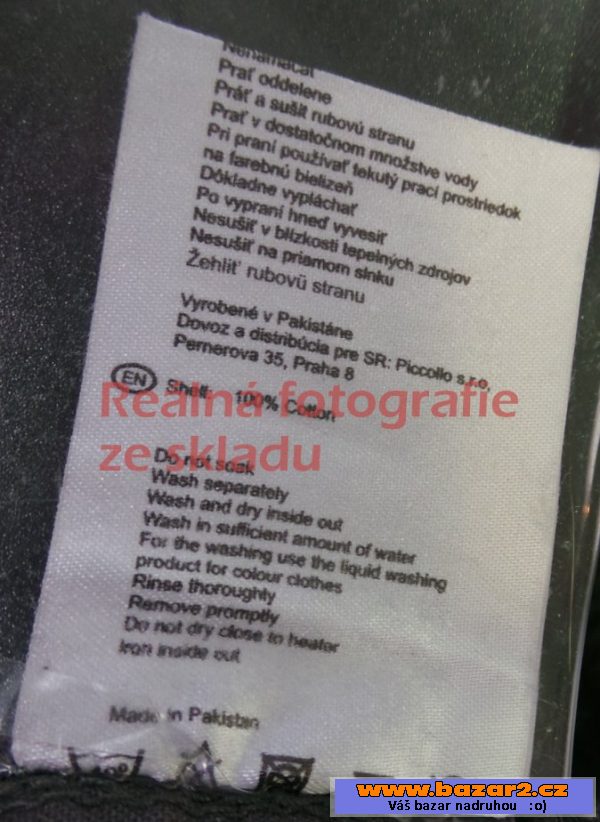 Nenamáčať
Prať oddelene
Práť a sušiť rubovú stranu
Prať v dostatočnom množstve vody
Pri praní používať tekutý prací prostriedok
na farebnú bielizeň
Dôkladne vypláchať
Po vypraní hneď vyvesiť
Nesušiť v blízkosti tepelných zdrojov
Nesušiť na priamom slnku
Žehliť rubovú stranu
Vyrobené v Pakistáne
Dovoz a distribúcia pre SR: Piccollo s.r.o.
Pernerova 35, Praha 8
EN Shell: 100% Cotton
Reálná fotografie
ze skladu
Do not soak
Wash separately
Wash and dry inside out
Wash in sufficient amount of water
For the washing use the liquid washing
product for colour clothes
Rinse thoroughly
Remove promptly
Do not dry close to heater
Iron inside out
Made in Pakistan
www.bazar2.cz
Váš bazar nadruhou :o)